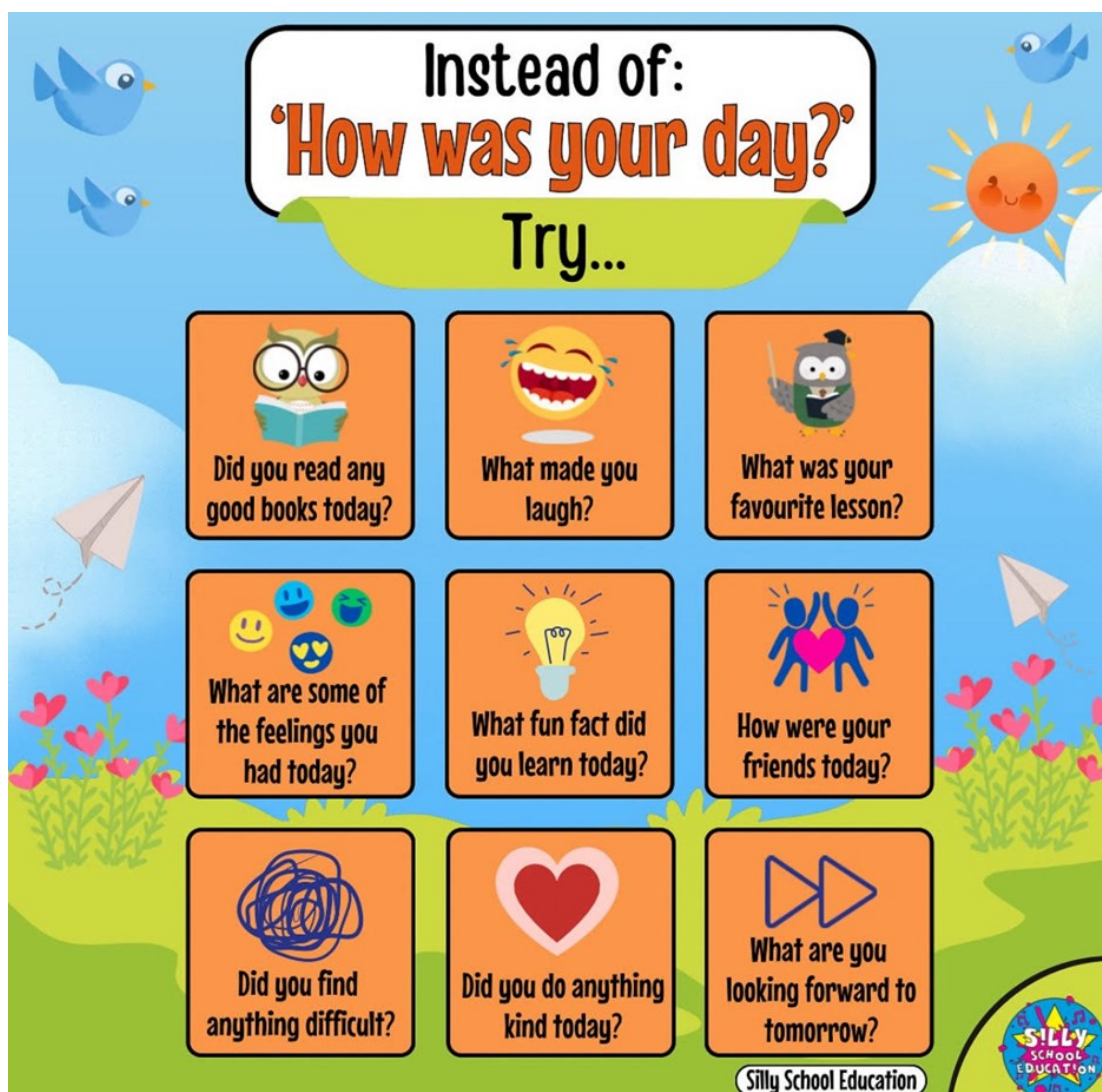 Instead of:
‘How was your day?’
Try...
Did you read any
good books today?
What made you
laugh?
What was your
favourite lesson?
What are some of
the feelings you
had today?
What fun fact did
you learn today?
How were your
friends today?
Did you find
anything difficult?
Did you do anything
kind today?
What are you
looking forward to
tomorrow?
Silly School Education
SILLY
SCHOOL
EDUCATION